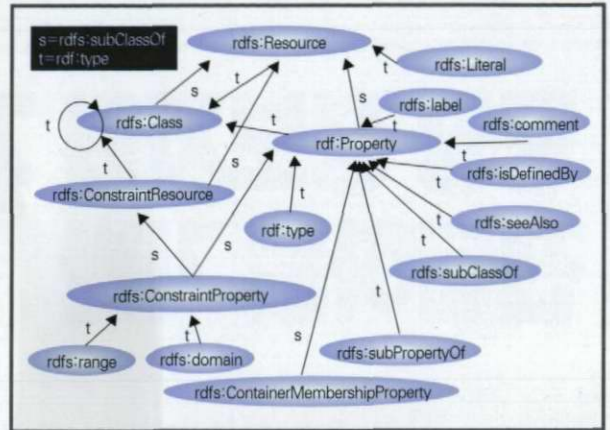 s=rdfs:subClassOf
t=rdf:type
rdfs:Resource
rdfs:Literal
s
t
t
s
rdfs:label
t
rdfs:Class
t
rdf:Property
t
rdfs:comment
t
t
s
rdfs:isDefinedBy
t
rdfs:ConstraintResource
t
rdfs:seeAlso
rdf:type
t
s
s
t
rdfs:subClassOf
rdfs:ConstraintProperty
t
t
t
s
rdfs:range
rdfs:domain
rdfs:subPropertyOf
rdfs:ContainerMembershipProperty